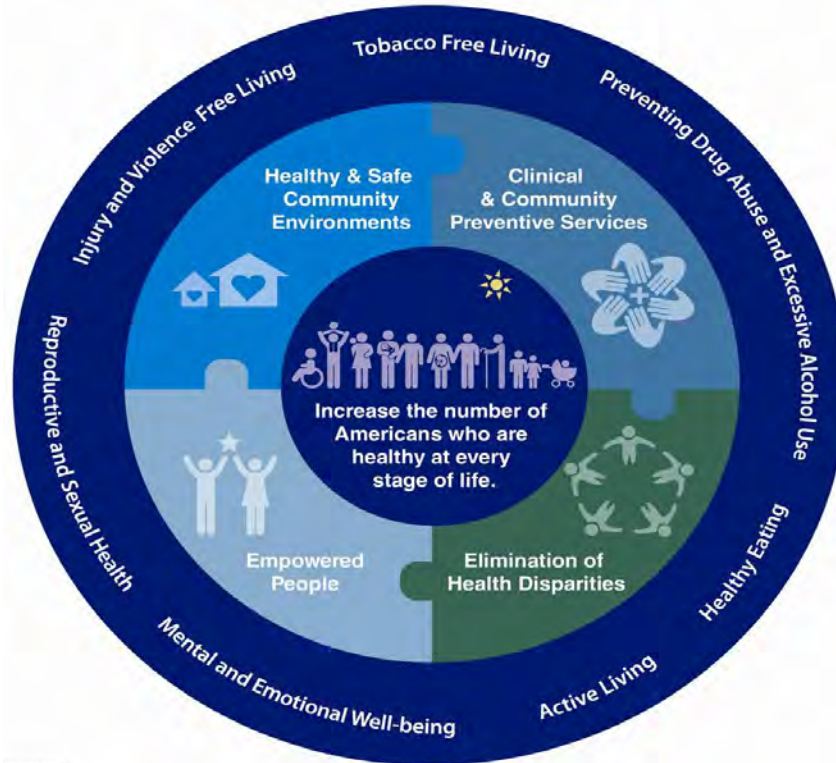 Tobacco Free Living
Preventing Drug Abuse and Excessive Alcohol Use
Healthy Eating
Active Living
Mental and Emotional Well-being
Reproductive and Sexual Health
Injury and Violence Free Living
Healthy & Safe
Community
Environments
Clinical
& Community
Preventive Services
Increase the number of
Americans who are
healthy at every
stage of life.
Empowered
People
Elimination of
Health Disparities